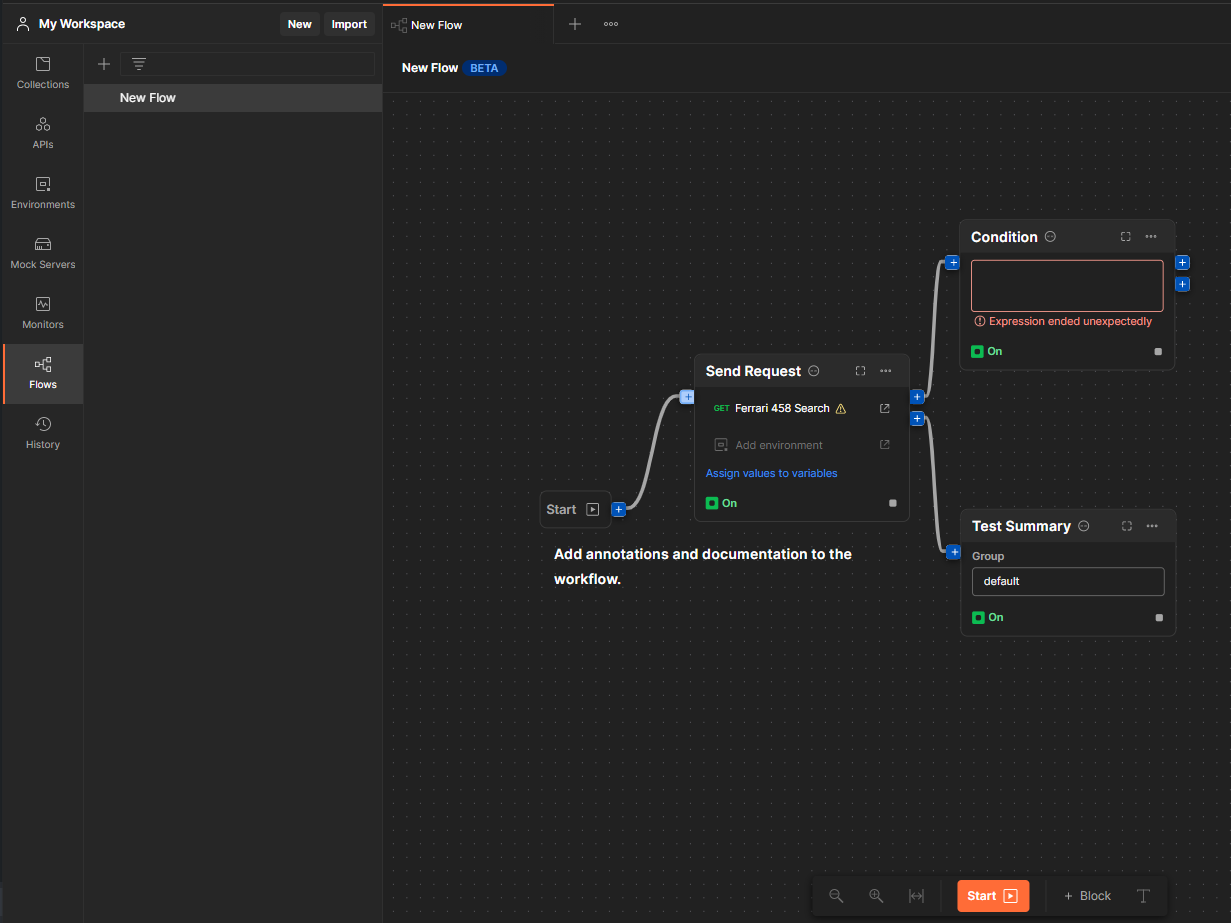 My Workspace
New
Import
New Flow
Collections
APIs
Environments
Mock Servers
Monitors
Flows
History
New Flow
New Flow
BETA
Condition
Expression ended unexpectedly
On
Send Request
GET Ferrari 458 Search
Add environment
Assign values to variables
On
Start
Add annotations and documentation to the
workflow.
Test Summary
Group
default
On
Start
+ Block
T